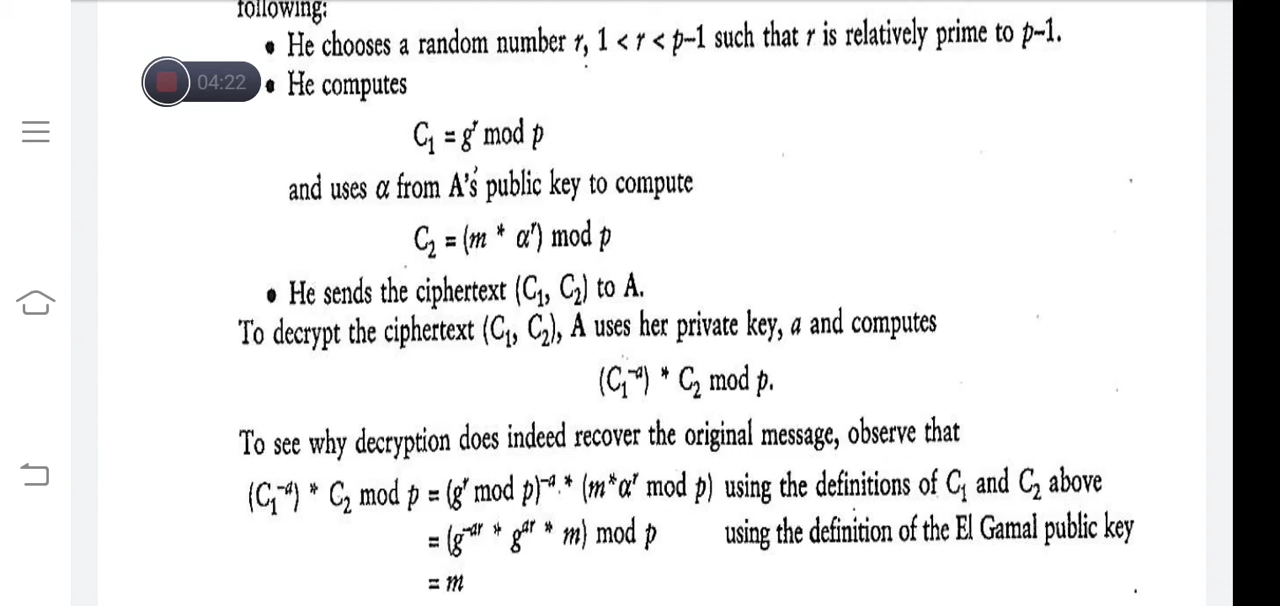 following:
• He chooses a random number r, 1 < r < p–1 such that r is relatively prime to p–1.
04:22
• He computes
C₁ = gʳ mod p
and uses α from A's public key to compute
C₂ = (m * αʳ) mod p
• He sends the ciphertext (C₁, C₂) to A.
To decrypt the ciphertext (C₁, C₂), A uses her private key, a and computes
(C₁⁻ᵃ) * C₂ mod p.
To see why decryption does indeed recover the original message, observe that
(C₁⁻ᵃ) * C₂ mod p = (gʳ mod p)⁻ᵃ * (m*αʳ mod p) using the definitions of C₁ and C₂ above
= (g⁻ᵃʳ * gᵃʳ * m) mod p using the definition of the El Gamal public key
= m